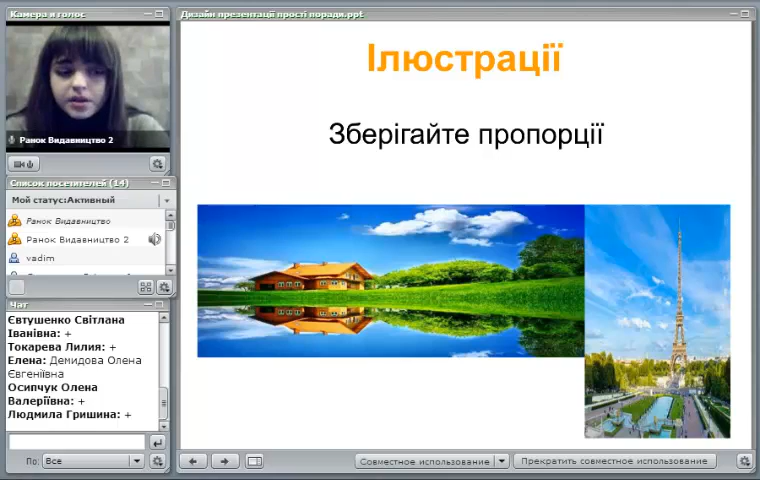 Камера и голос
Ранок Видавництво 2
Список посетителей (14)
Мой статус:Активный
Ранок Видавництво
Ранок Видавництво 2
vadim
Чат
Євтушенко Світлана
Іванівна: +
Токарева Лилия: +
Елена: Демидова Олена
Євгеніївна
Осипчук Олена
Валеріївна: +
Людмила Гришина: +
По: Все
Дизайн презентації прості поради.ppt
Ілюстрації
Зберігайте пропорції
Совместное использование
Прекратить совместное использование